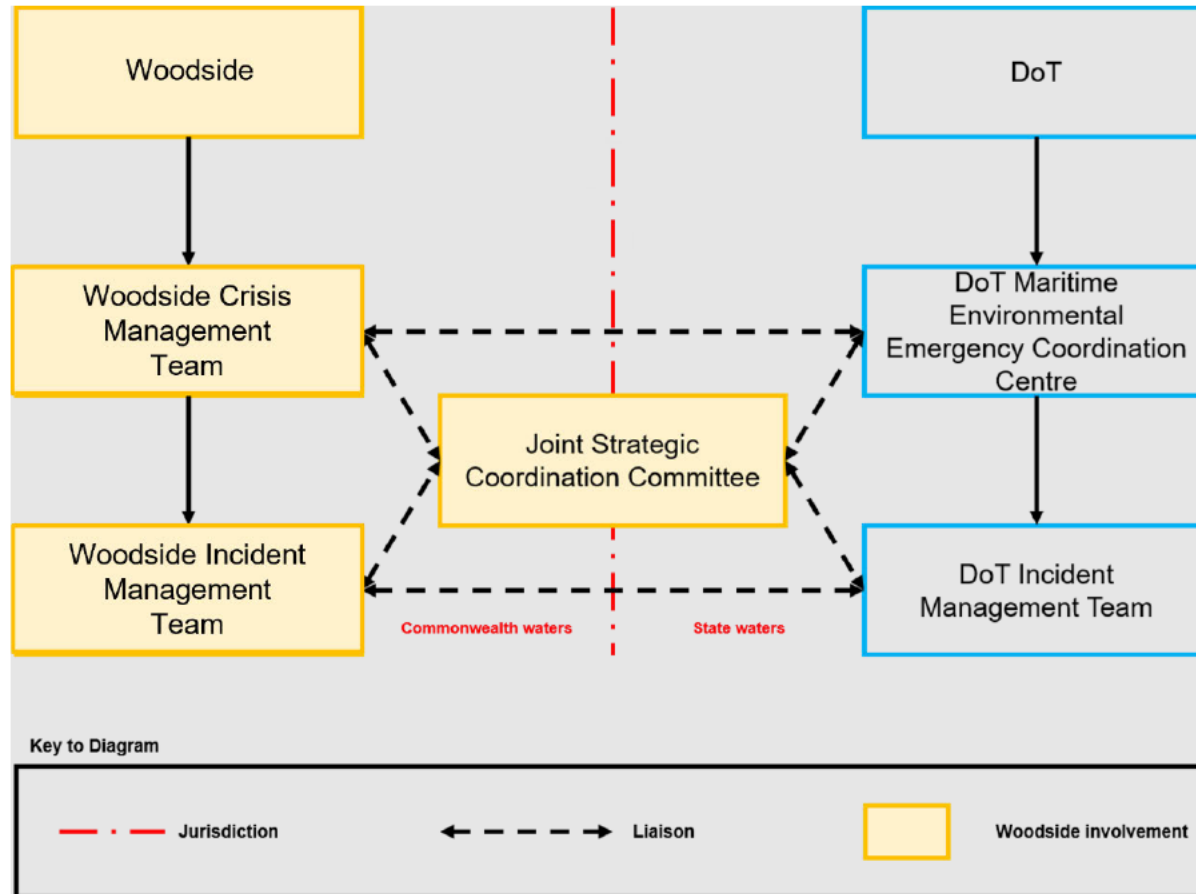 Woodside
DoT
Woodside Crisis
Management
Team
DoT Maritime
Environmental
Emergency Coordination
Centre
Joint Strategic
Coordination Committee
Woodside Incident
Management
Team
DoT Incident
Management Team
Commonwealth waters
State waters
Key to Diagram
Jurisdiction
Liaison
Woodside involvement